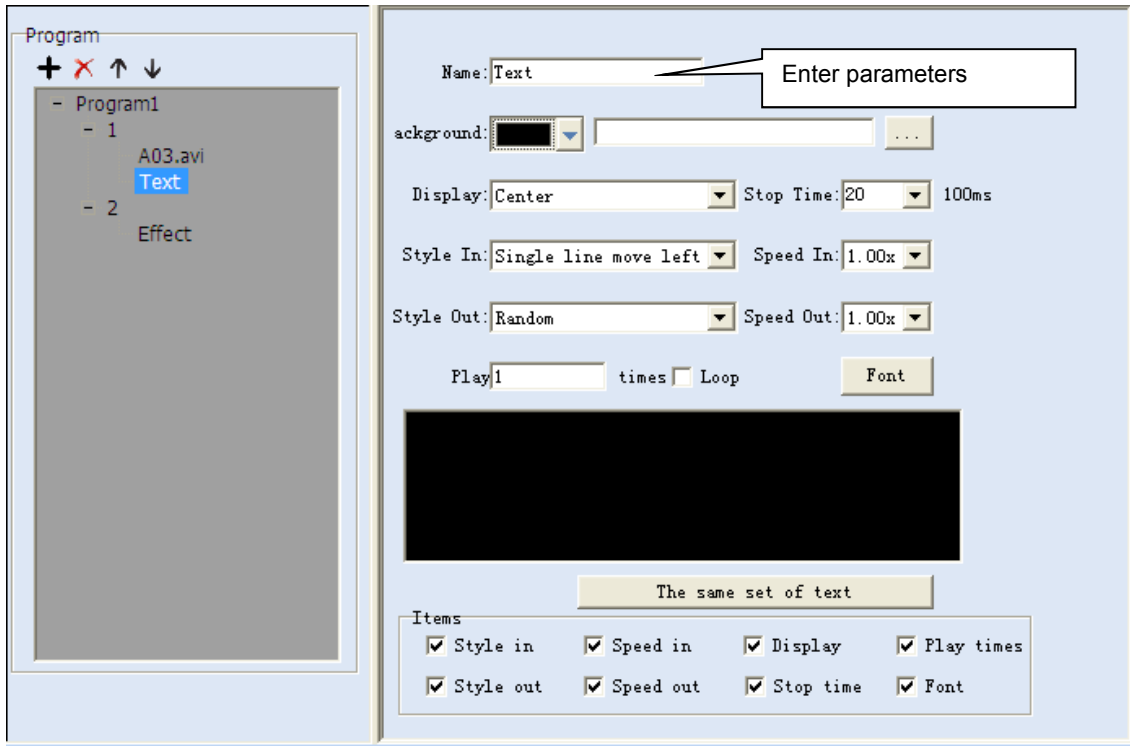 Program
- Program1
- 1
A03.avi
Text
- 2
Effect
Name: Text
Enter parameters
ackground: ...
Display: Center Stop Time: 20 100ms
Style In: Single line move left Speed In: 1.00x
Style Out: Random Speed Out: 1.00x
Play 1 times Loop Font
The same set of text
Items
Style in Speed in Display Play times
Style out Speed out Stop time Font